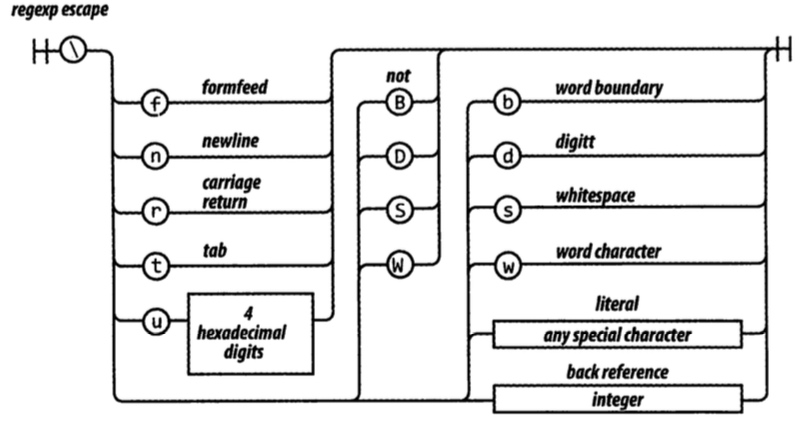 regexp escape
\
f formfeed
n newline
r carriage
return
t tab
u 4
hexadecimal
digits
not
B
D
S
W
b word boundary
d digitt
s whitespace
w word character
literal
any special character
back reference
integer